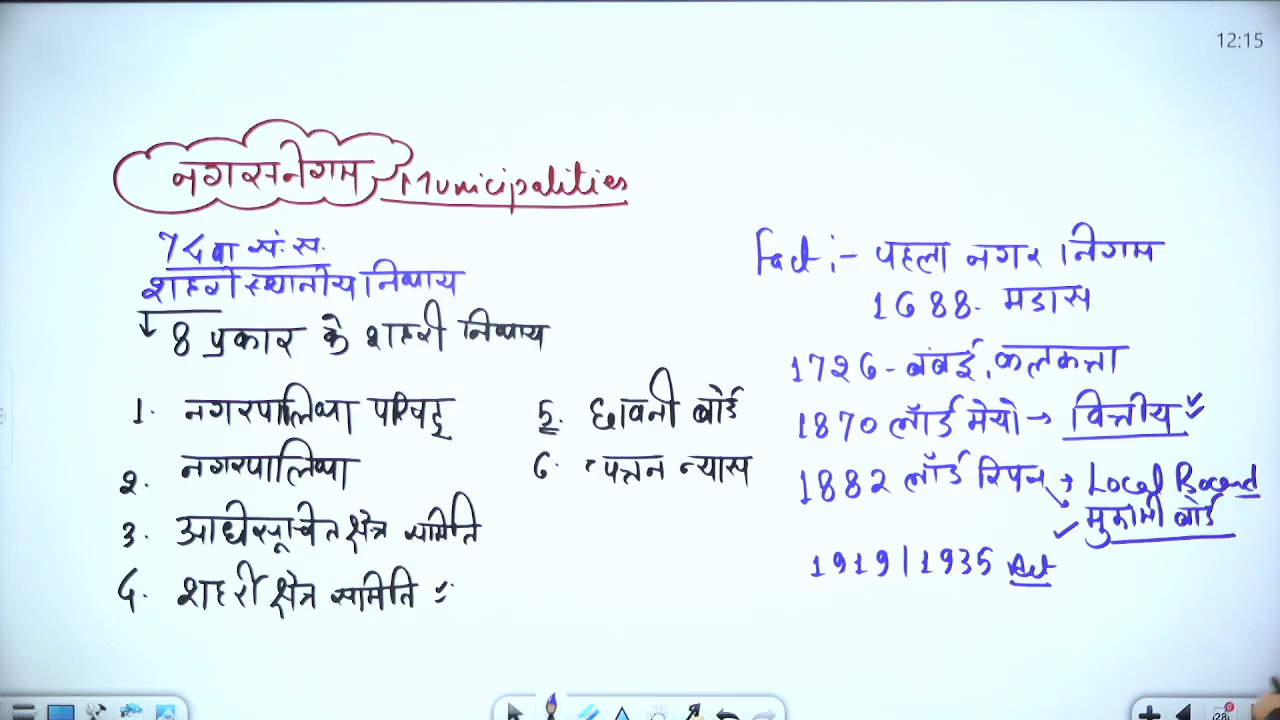 12:15
नगरनिगम Municipalities
74वां सं. सं.
शहरी स्थानीय निकाय
8 प्रकार के शहरी निकाय
1. नगरपालिका परिषद्
2. नगरपालिका
3. अधिसूचित क्षेत्र समिति
4. शहरी क्षेत्र समिति
5. छावनी बोर्ड
6. पत्तन न्यास
Fact :- पहला नगर निगम
1688. मद्रास
1726 - बंबई, कलकत्ता
1870 लॉर्ड मेयो → वित्तीय
1882 लॉर्ड रिपन → Local Board
मुकामी बोर्ड
1919 | 1935 Act